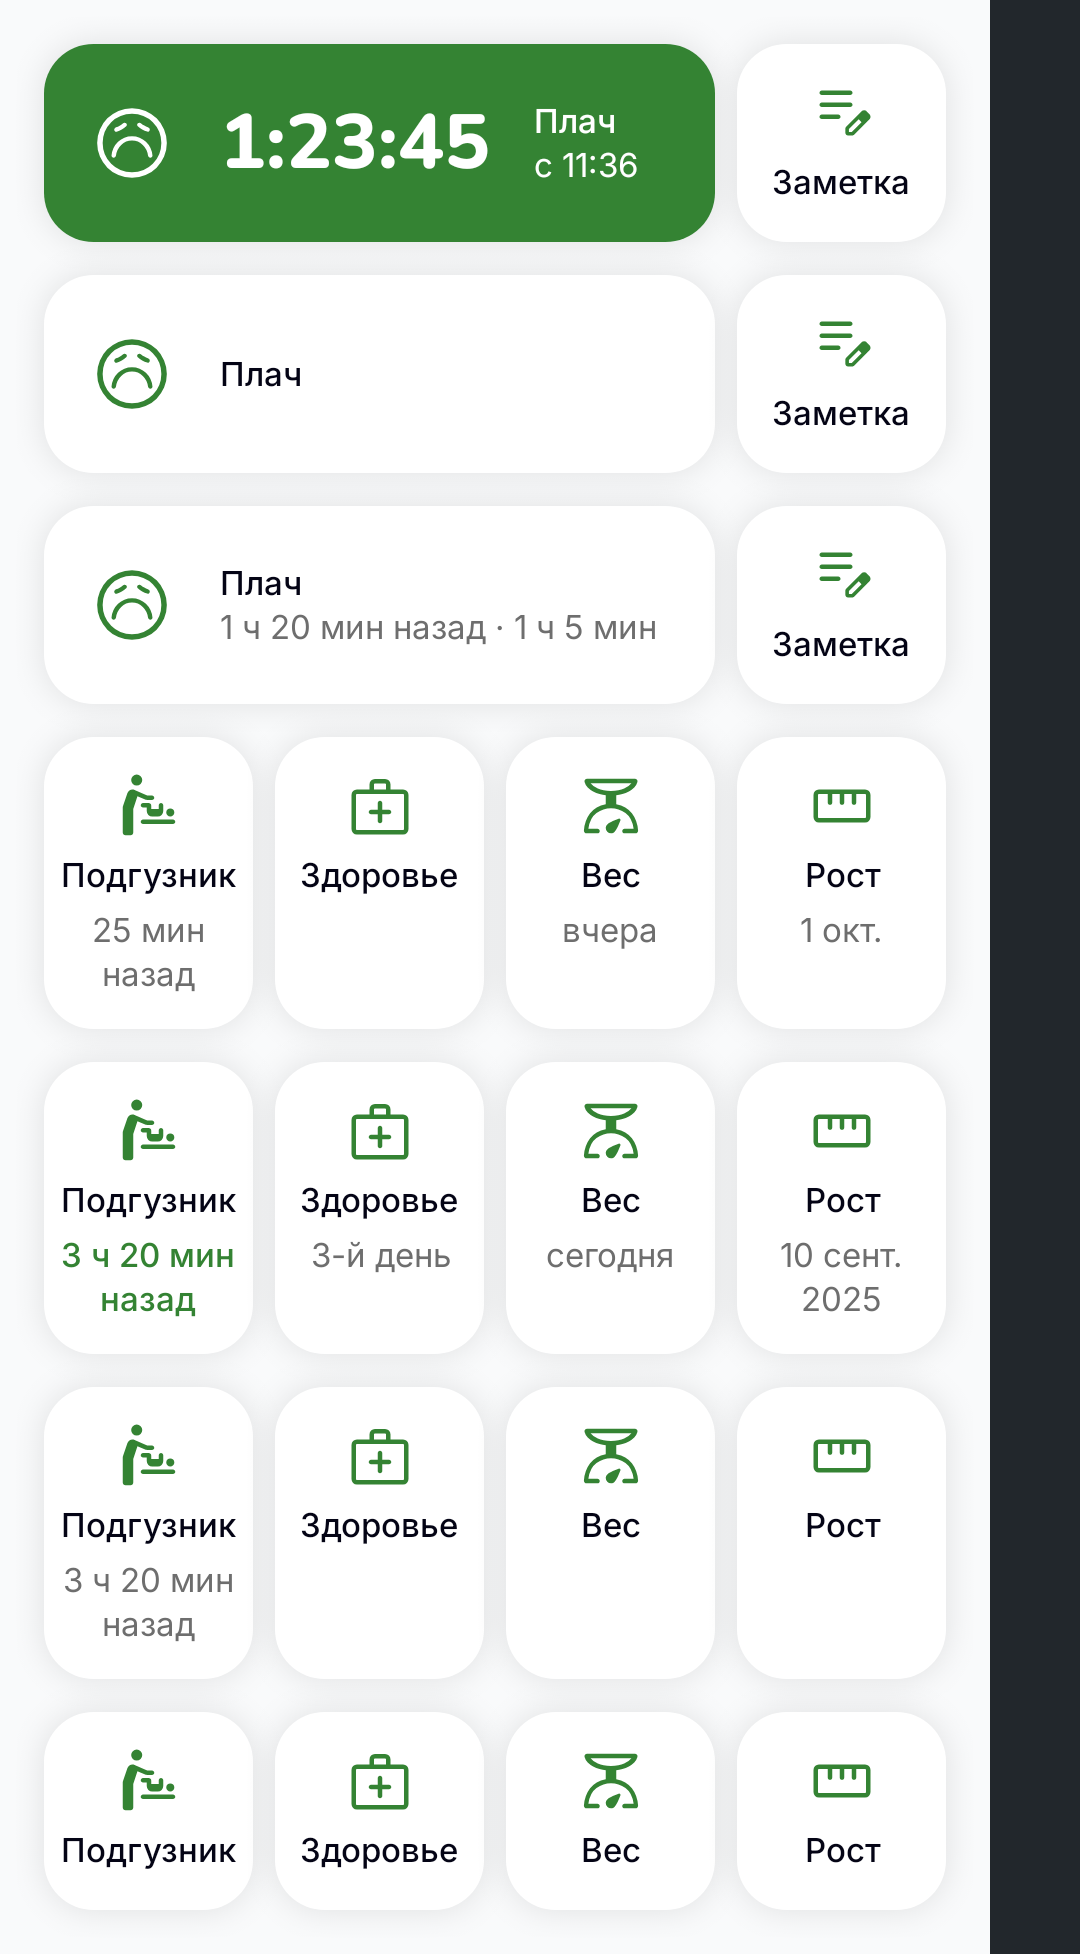 1:23:45
Плач
с 11:36
Заметка
Плач
Заметка
Плач
1 ч 20 мин назад · 1 ч 5 мин
Заметка
Подгузник
25 мин
назад
Здоровье
Вес
вчера
Рост
1 окт.
Подгузник
3 ч 20 мин
назад
Здоровье
3-й день
Вес
сегодня
Рост
10 сент.
2025
Подгузник
3 ч 20 мин
назад
Здоровье
Вес
Рост
Подгузник
Здоровье
Вес
Рост